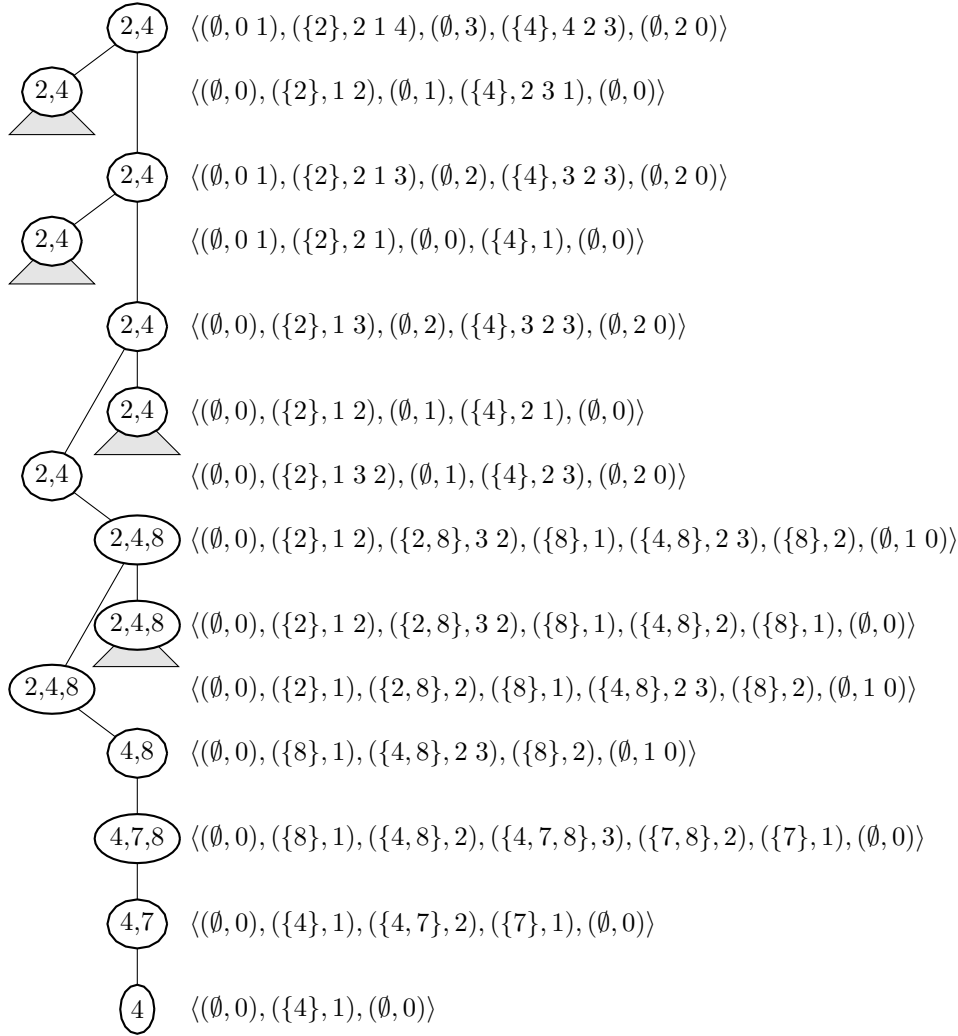 2,4 ⟨(∅, 0 1), ({2}, 2 1 4), (∅, 3), ({4}, 4 2 3), (∅, 2 0)⟩
2,4 ⟨(∅, 0), ({2}, 1 2), (∅, 1), ({4}, 2 3 1), (∅, 0)⟩
2,4 ⟨(∅, 0 1), ({2}, 2 1 3), (∅, 2), ({4}, 3 2 3), (∅, 2 0)⟩
2,4 ⟨(∅, 0 1), ({2}, 2 1), (∅, 0), ({4}, 1), (∅, 0)⟩
2,4 ⟨(∅, 0), ({2}, 1 3), (∅, 2), ({4}, 3 2 3), (∅, 2 0)⟩
2,4 ⟨(∅, 0), ({2}, 1 2), (∅, 1), ({4}, 2 1), (∅, 0)⟩
2,4 ⟨(∅, 0), ({2}, 1 3 2), (∅, 1), ({4}, 2 3), (∅, 2 0)⟩
2,4,8 ⟨(∅, 0), ({2}, 1 2), ({2, 8}, 3 2), ({8}, 1), ({4, 8}, 2 3), ({8}, 2), (∅, 1 0)⟩
2,4,8 ⟨(∅, 0), ({2}, 1 2), ({2, 8}, 3 2), ({8}, 1), ({4, 8}, 2), ({8}, 1), (∅, 0)⟩
2,4,8 ⟨(∅, 0), ({2}, 1), ({2, 8}, 2), ({8}, 1), ({4, 8}, 2 3), ({8}, 2), (∅, 1 0)⟩
4,8 ⟨(∅, 0), ({8}, 1), ({4, 8}, 2 3), ({8}, 2), (∅, 1 0)⟩
4,7,8 ⟨(∅, 0), ({8}, 1), ({4, 8}, 2), ({4, 7, 8}, 3), ({7, 8}, 2), ({7}, 1), (∅, 0)⟩
4,7 ⟨(∅, 0), ({4}, 1), ({4, 7}, 2), ({7}, 1), (∅, 0)⟩
4 ⟨(∅, 0), ({4}, 1), (∅, 0)⟩